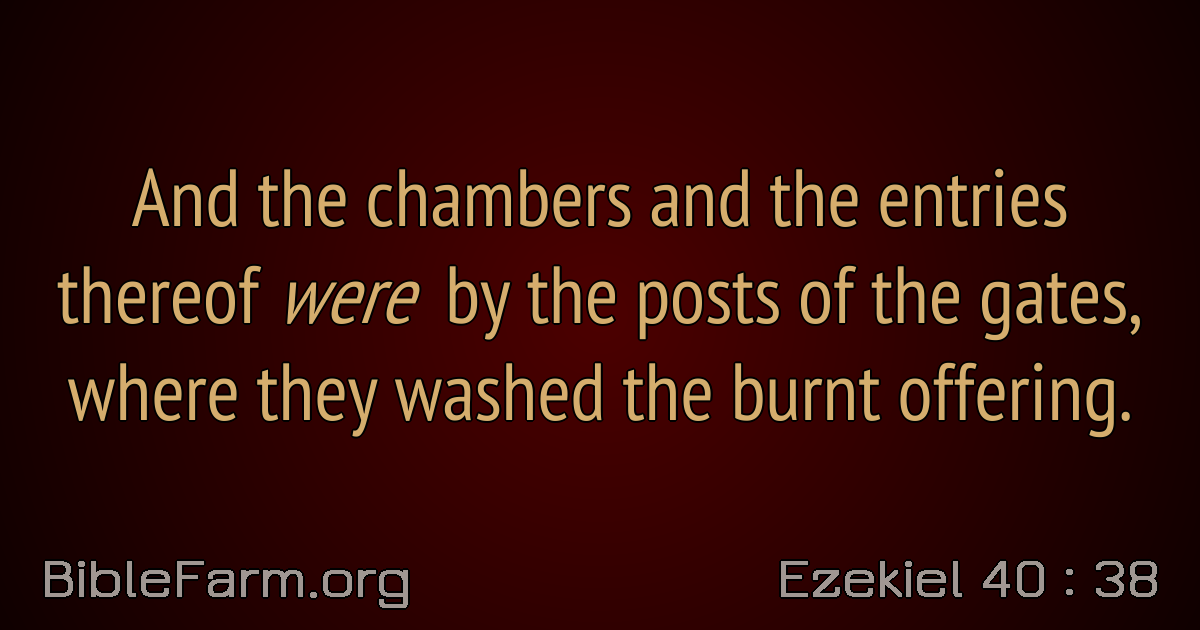 And the chambers and the entries
thereof were by the posts of the gates,
where they washed the burnt offering.
BibleFarm.org
Ezekiel 40 : 38